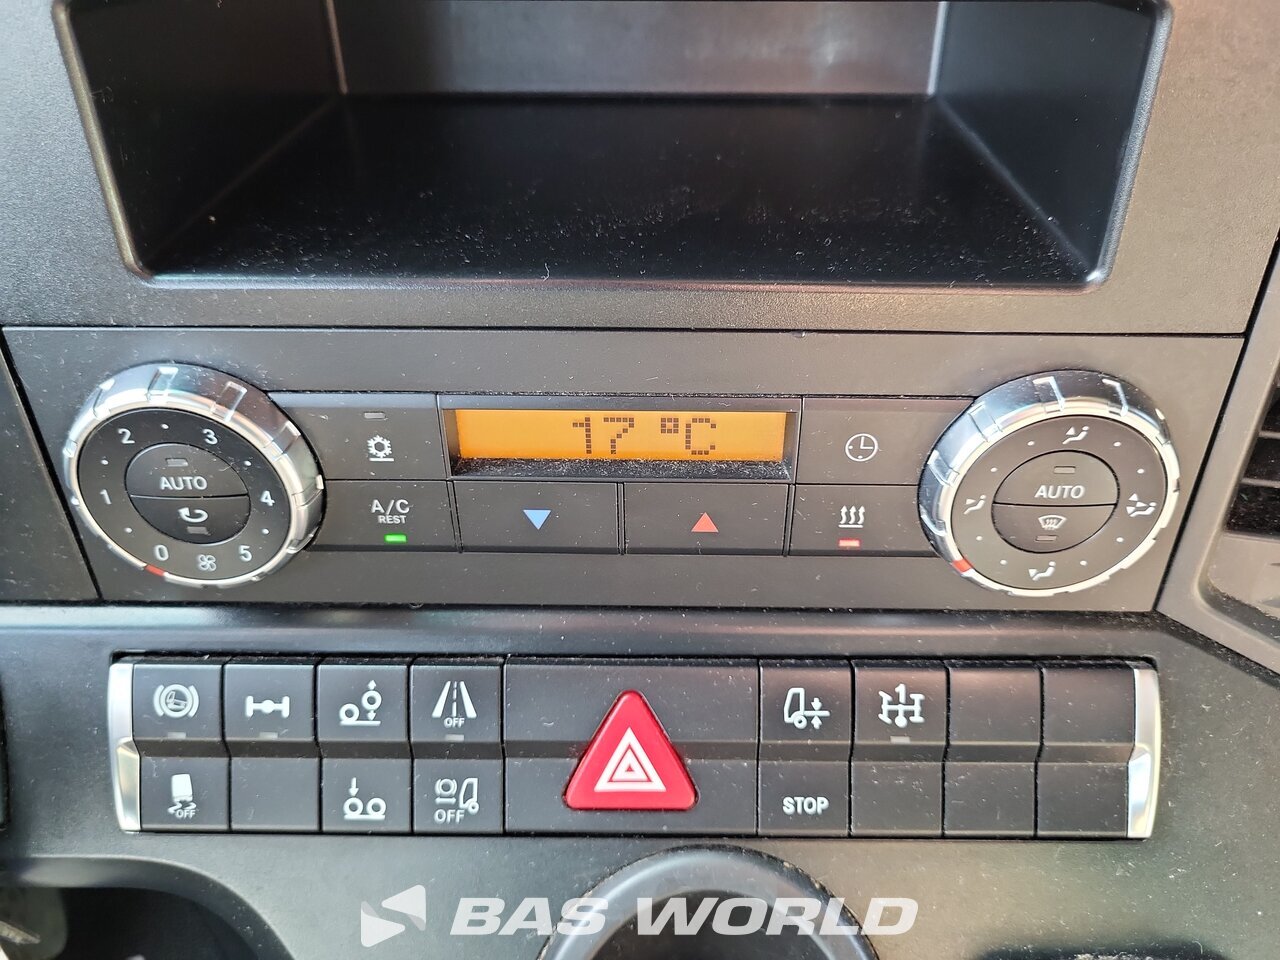 17 °C
2 3
AUTO
1 4
0 5
A/C
REST
AUTO
OFF
OFF
OFF
STOP
BAS WORLD